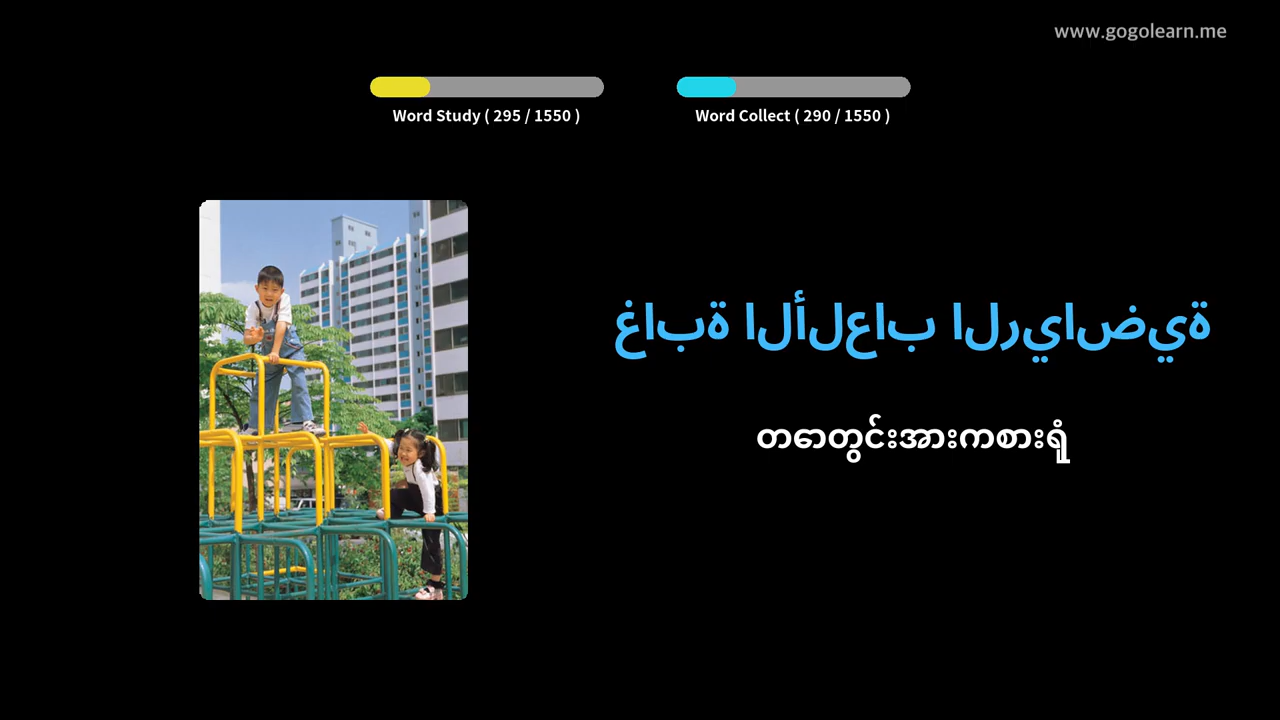 www.gogolearn.me
Word Study ( 295 / 1550 )
Word Collect ( 290 / 1550 )
غابة الألعاب الرياضية
တောတွင်းအားကစားရုံ